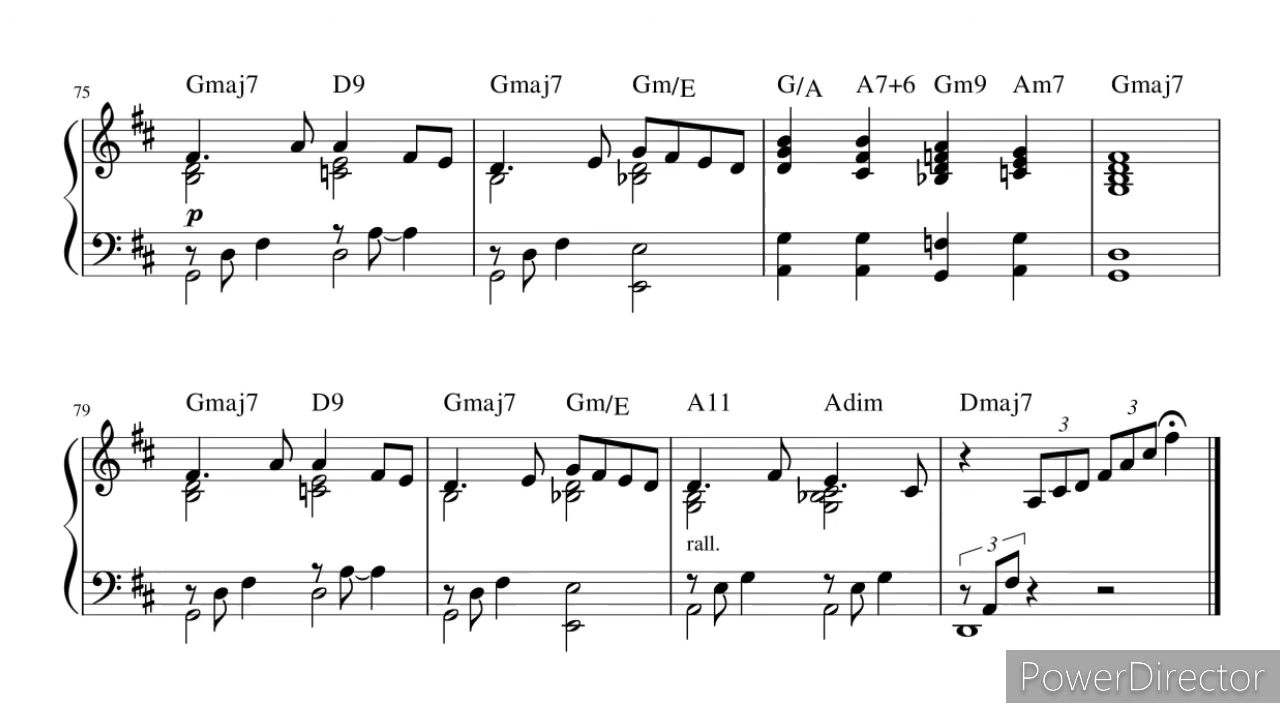 75 Gmaj7 D9 Gmaj7 Gm/E G/A A7+6 Gm9 Am7 Gmaj7
p
79 Gmaj7 D9 Gmaj7 Gm/E A11 Adim Dmaj7
3 3
rall.
3
PowerDirector